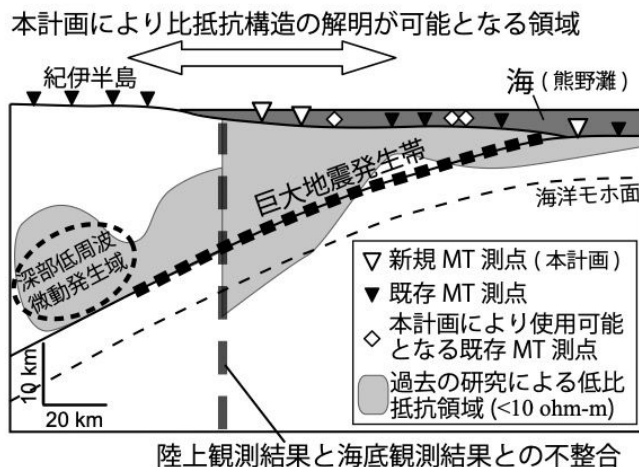 本計画により比抵抗構造の解明が可能となる領域
紀伊半島
海 (熊野灘)
巨大地震発生帯
海洋モホ面
深部低周波
微動発生域
新規 MT 測点 (本計画)
既存 MT 測点
本計画により使用可能
となる既存 MT 測点
過去の研究による低比
抵抗領域 (<10 ohm-m)
10 km
20 km
陸上観測結果と海底観測結果との不整合